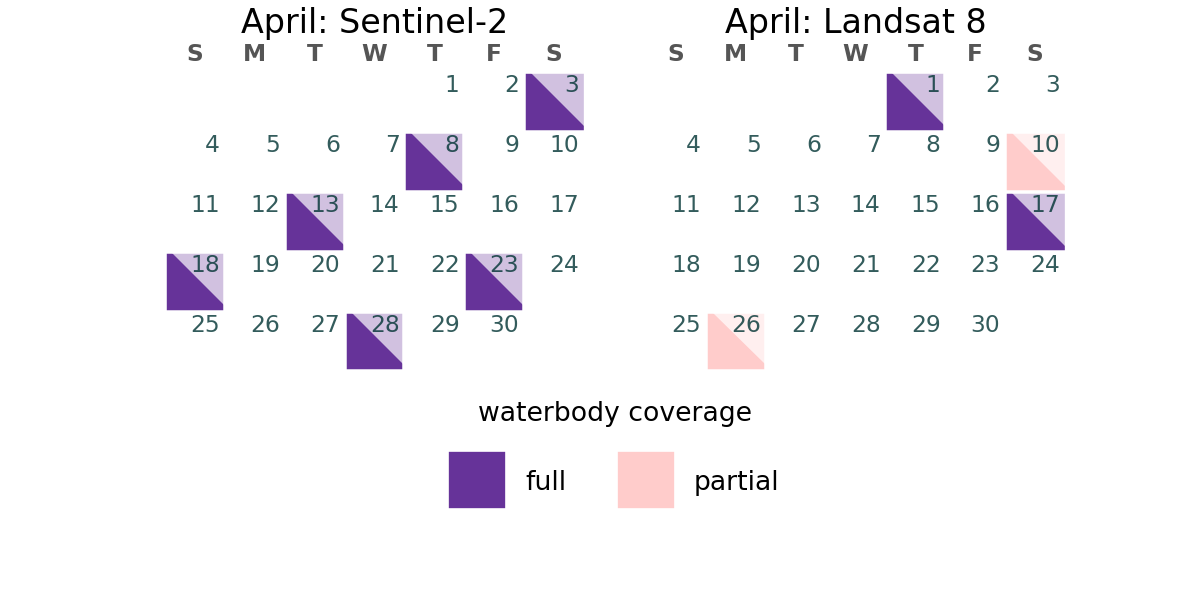 April: Sentinel-2
S M T W T F S
1 2 3
4 5 6 7 8 9 10
11 12 13 14 15 16 17
18 19 20 21 22 23 24
25 26 27 28 29 30
April: Landsat 8
S M T W T F S
1 2 3
4 5 6 7 8 9 10
11 12 13 14 15 16 17
18 19 20 21 22 23 24
25 26 27 28 29 30
waterbody coverage
full
partial